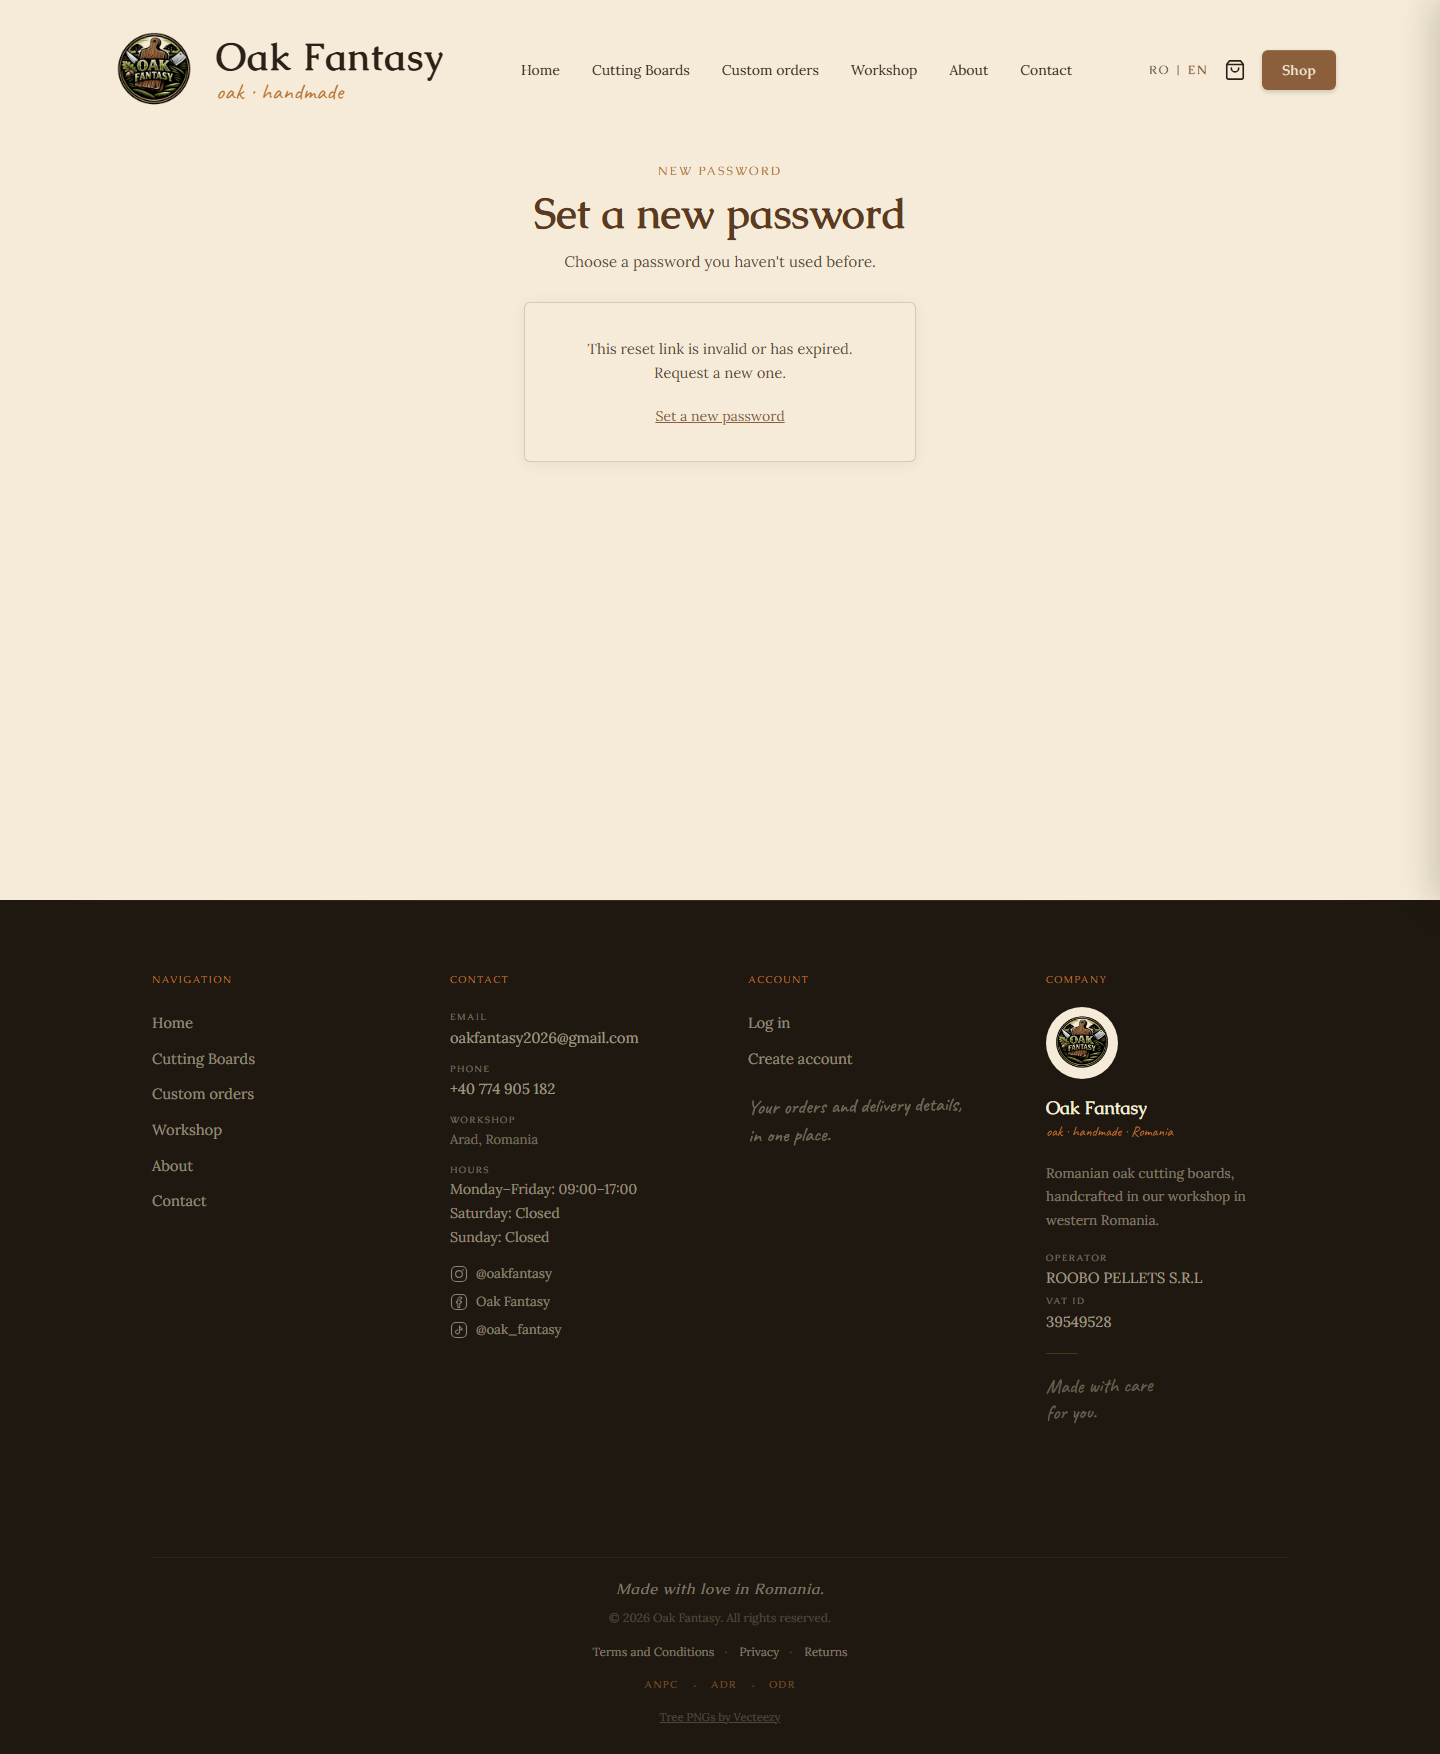 OAK
FANTASY
Oak Fantasy
oak · handmade
Home
Cutting Boards
Custom orders
Workshop
About
Contact
RO | EN
Shop
NEW PASSWORD
Set a new password
Choose a password you haven't used before.
This reset link is invalid or has expired.
Request a new one.
Set a new password
NAVIGATION
Home
Cutting Boards
Custom orders
Workshop
About
Contact
CONTACT
EMAIL
oakfantasy2026@gmail.com
PHONE
+40 774 905 182
WORKSHOP
Arad, Romania
HOURS
Monday–Friday: 09:00–17:00
Saturday: Closed
Sunday: Closed
@oakfantasy
Oak Fantasy
@oak_fantasy
ACCOUNT
Log in
Create account
Your orders and delivery details,
in one place.
COMPANY
OAK
FANTASY
Oak Fantasy
oak · handmade · Romania
Romanian oak cutting boards,
handcrafted in our workshop in
western Romania.
OPERATOR
ROOBO PELLETS S.R.L
VAT ID
39549528
Made with care
for you.
Made with love in Romania.
© 2026 Oak Fantasy. All rights reserved.
Terms and Conditions · Privacy · Returns
ANPC · ADR · ODR
Tree PNGs by Vecteezy